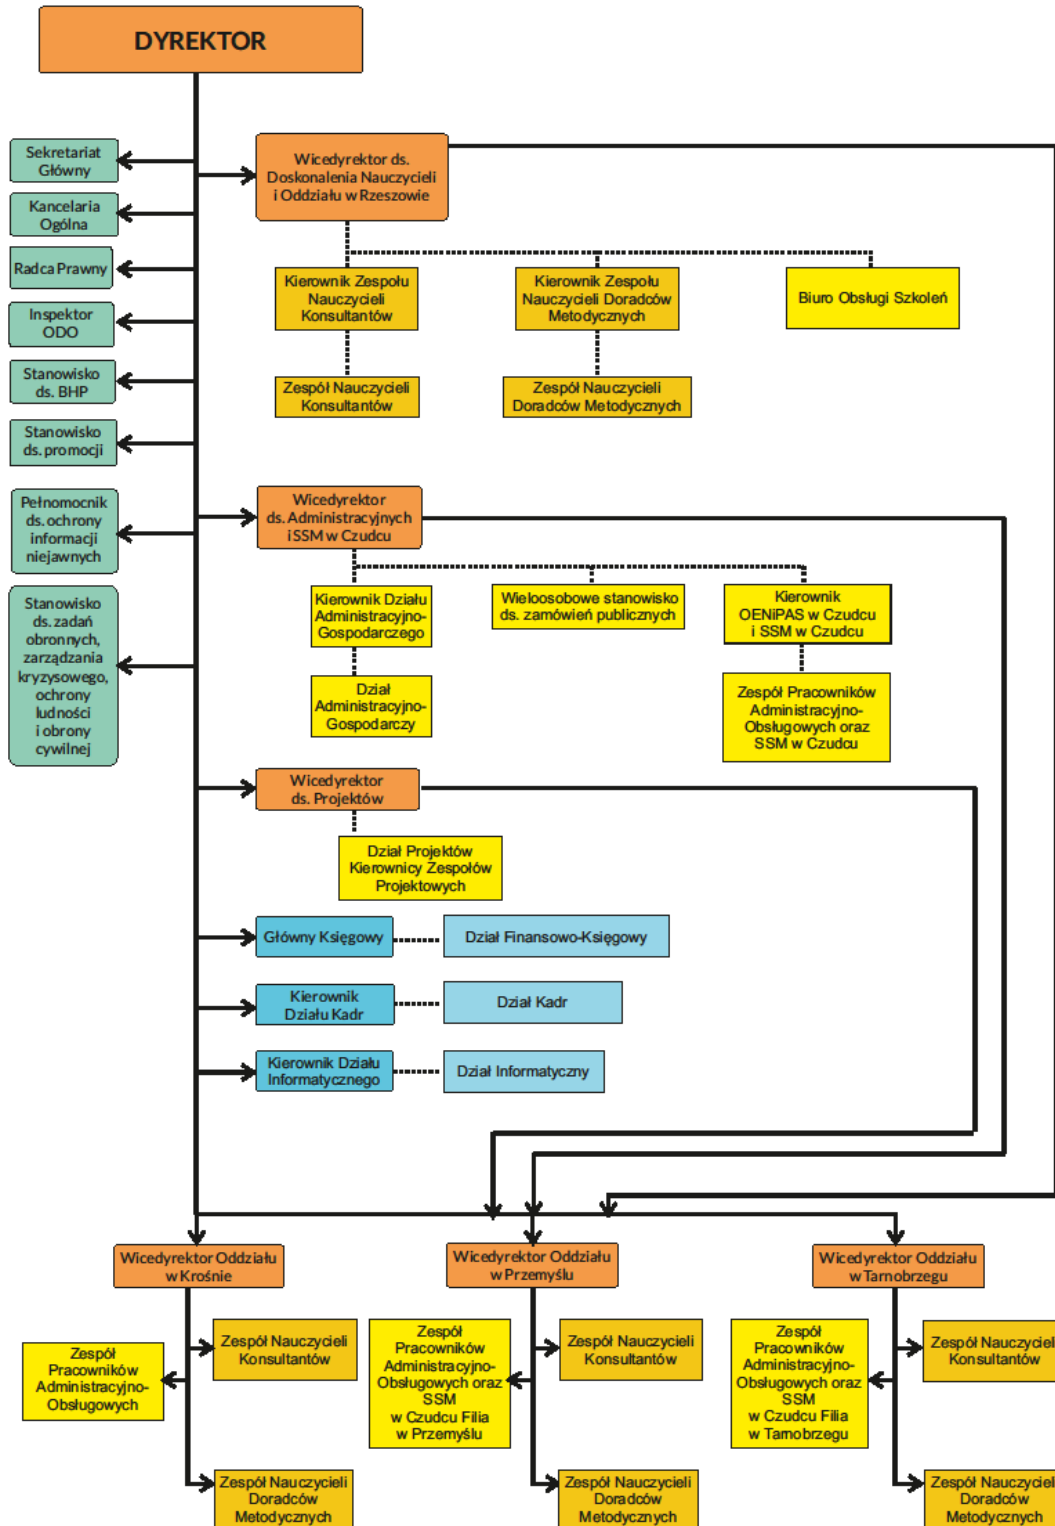 DYREKTOR
Sekretariat
Główny
Kancelaria
Ogólna
Radca Prawny
Inspektor
ODO
Stanowisko
ds. BHP
Stanowisko
ds. promocji
Pełnomocnik
ds. ochrony
informacji
niejawnych
Stanowisko
ds. zadań
obronnych,
zarządzania
kryzysowego,
ochrony
ludności
i obrony
cywilnej
Wicedyrektor ds.
Doskonalenia Nauczycieli
i Oddziału w Rzeszowie
Kierownik Zespołu
Nauczycieli
Konsultantów
Kierownik Zespołu
Nauczycieli Doradców
Metodycznych
Biuro Obsługi Szkoleń
Zespół Nauczycieli
Konsultantów
Zespół Nauczycieli
Doradców Metodycznych
Wicedyrektor
ds. Administracyjnych
i SSM w Czudcu
Kierownik Działu
Administracyjno-
Gospodarczego
Wieloosobowe stanowisko
ds. zamówień publicznych
Kierownik
OENiPAS w Czudcu
i SSM w Czudcu
Dział
Administracyjno-
Gospodarczy
Zespół Pracowników
Administracyjno-
Obsługowych oraz
SSM w Czudcu
Wicedyrektor
ds. Projektów
Dział Projektów
Kierownicy Zespołów
Projektowych
Główny Księgowy
Dział Finansowo-Księgowy
Kierownik
Działu Kadr
Dział Kadr
Kierownik Działu
Informatycznego
Dział Informatyczny
Wicedyrektor Oddziału
w Krośnie
Zespół Nauczycieli
Konsultantów
Zespół
Pracowników
Administracyjno-
Obsługowych
Zespół Nauczycieli
Doradców
Metodycznych
Wicedyrektor Oddziału
w Przemyślu
Zespół Nauczycieli
Konsultantów
Zespół
Pracowników
Administracyjno-
Obsługowych oraz
SSM
w Czudcu Filia
w Przemyślu
Zespół Nauczycieli
Doradców
Metodycznych
Wicedyrektor Oddziału
w Tarnobrzegu
Zespół Nauczycieli
Konsultantów
Zespół
Pracowników
Administracyjno-
Obsługowych oraz
SSM
w Czudcu Filia
w Tarnobrzegu
Zespół Nauczycieli
Doradców
Metodycznych